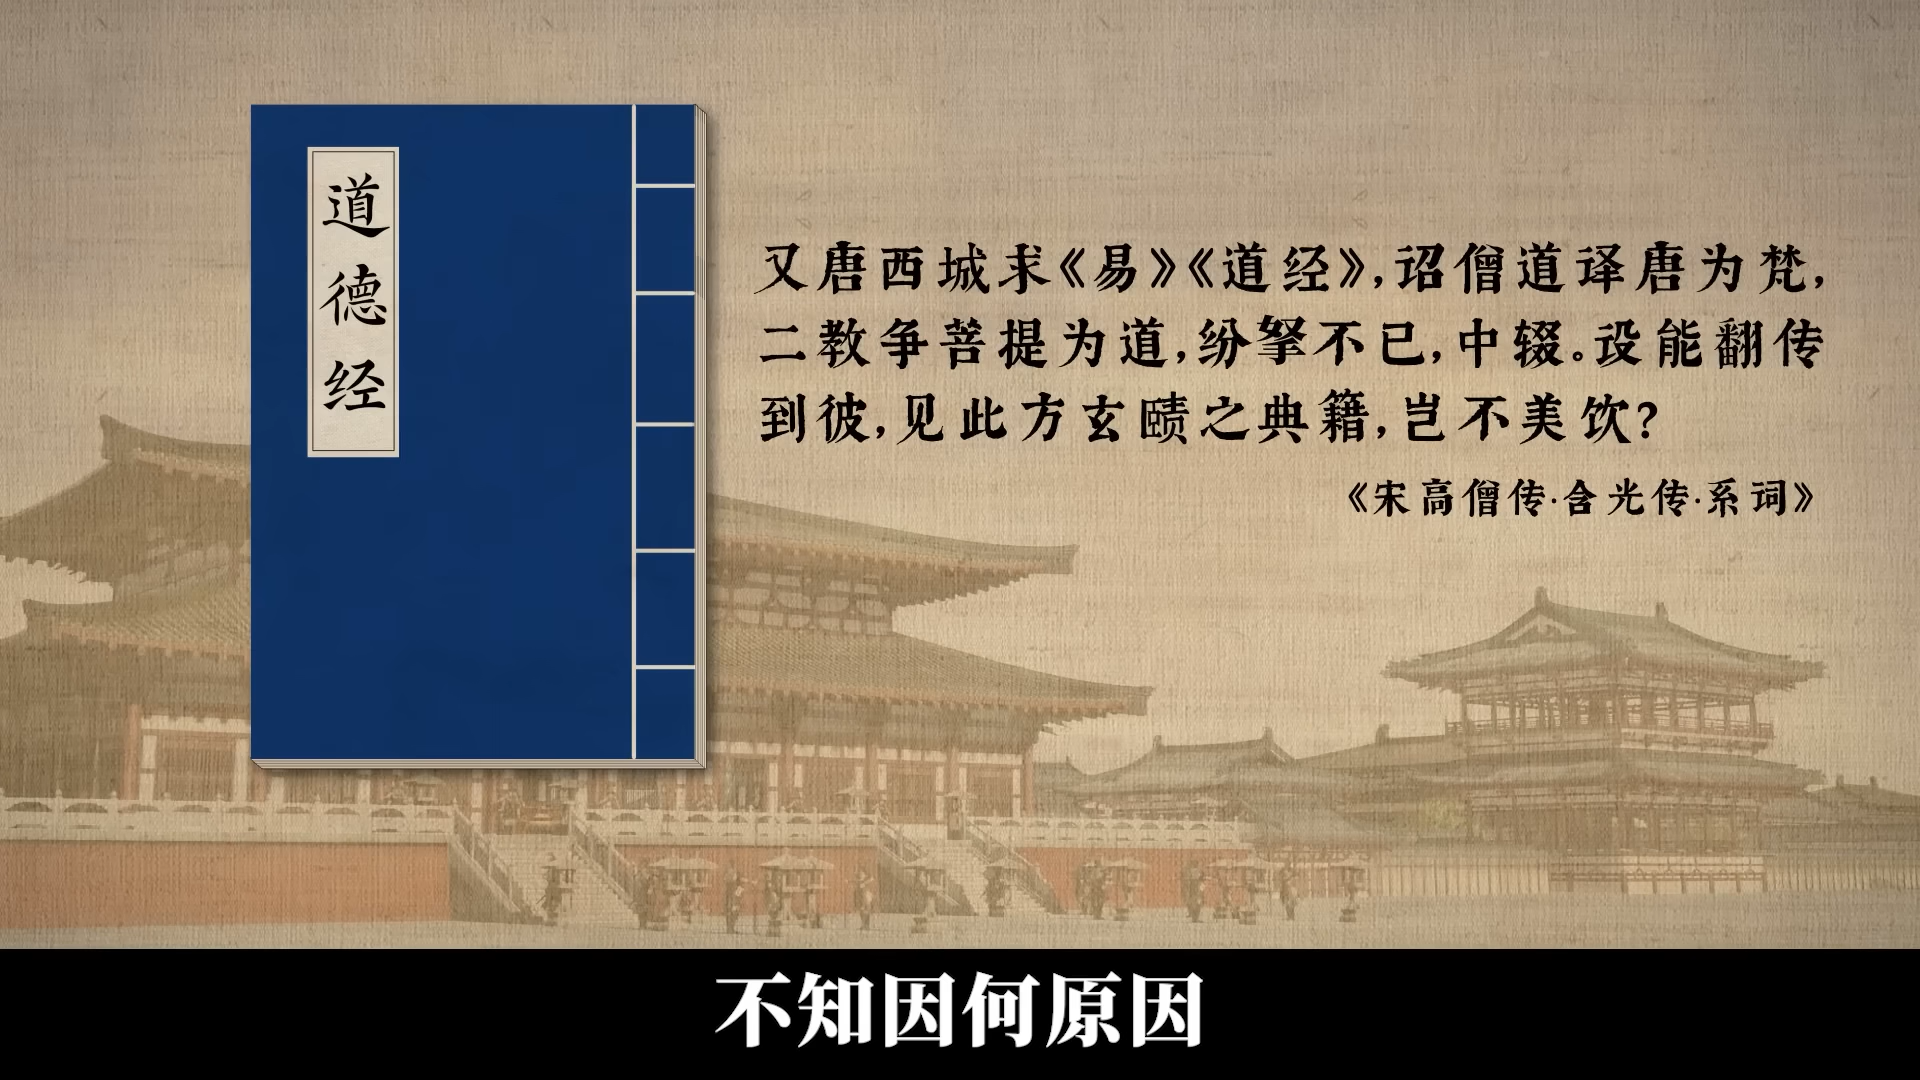 道德经
又唐西城求《易》《道经》,诏僧道译唐为梵,
二教争菩提为道,纷拏不已,中辍。设能翻传
到彼,见此方玄赜之典籍,岂不美饮?
《宋高僧传·含光传·系词》
不知因何原因